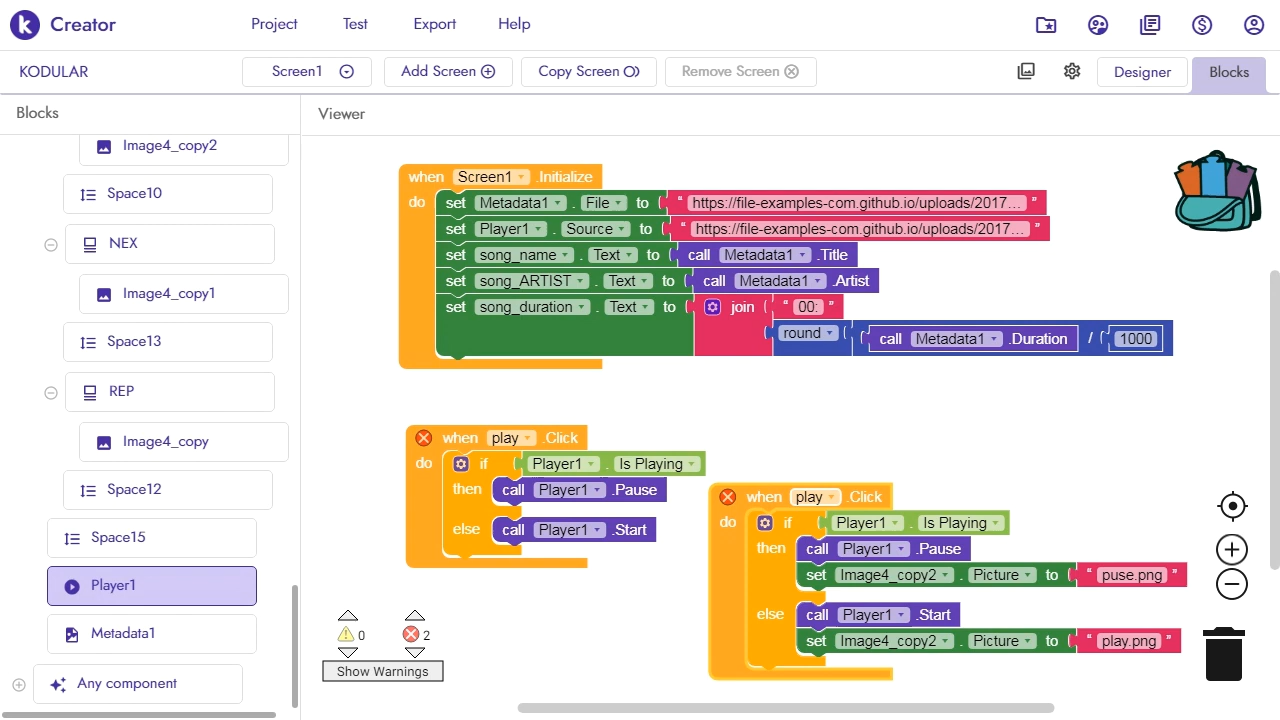 k Creator Project Test Export Help
KODULAR Screen1 Add Screen Copy Screen Remove Screen Designer Blocks
Blocks
Viewer
Image4_copy2
Space10
NEX
Image4_copy1
Space13
REP
Image4_copy
Space12
Space15
Player1
Metadata1
Any component
when Screen1 .Initialize
do set Metadata1 . File to “ https://file-examples-com.github.io/uploads/2017... ”
set Player1 . Source to “ https://file-examples-com.github.io/uploads/2017... ”
set song_name . Text to call Metadata1 .Title
set song_ARTIST . Text to call Metadata1 .Artist
set song_duration . Text to join “ 00: ”
round call Metadata1 .Duration / 1000
when play .Click
do if Player1 . Is Playing
then call Player1 .Pause
else call Player1 .Start
when play .Click
do if Player1 . Is Playing
then call Player1 .Pause
set Image4_copy2 . Picture to “ puse.png ”
else call Player1 .Start
set Image4_copy2 . Picture to “ play.png ”
0 2
Show Warnings